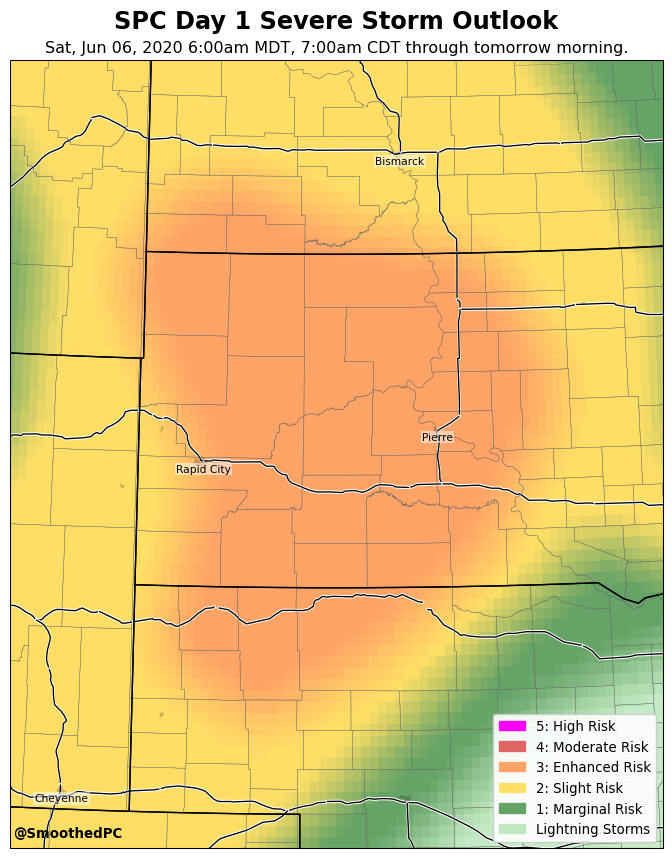 SPC Day 1 Severe Storm Outlook
Sat, Jun 06, 2020 6:00am MDT, 7:00am CDT through tomorrow morning.
Bismarck
Pierre
Rapid City
5: High Risk
4: Moderate Risk
3: Enhanced Risk
2: Slight Risk
1: Marginal Risk
Lightning Storms
Cheyenne
@SmoothedPC